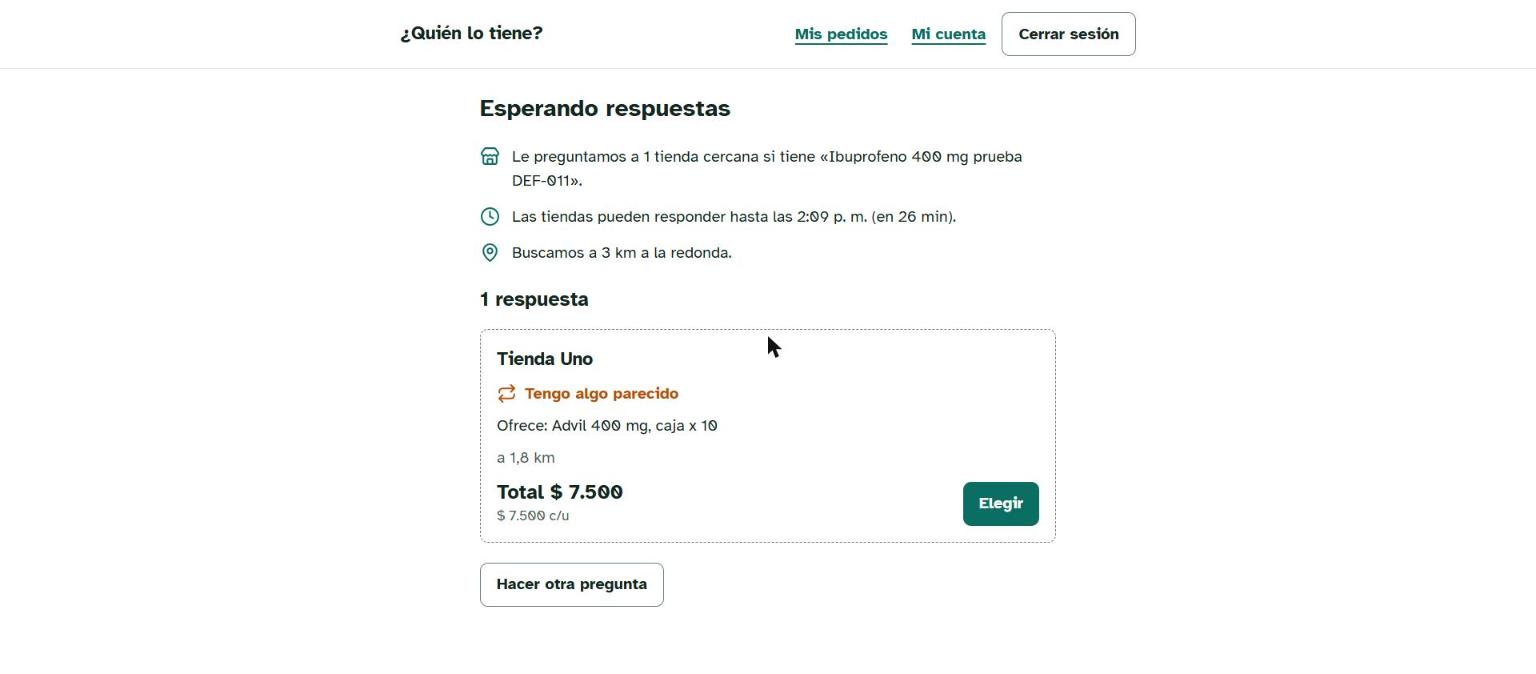 ¿Quién lo tiene?
Mis pedidos
Mi cuenta
Cerrar sesión
Esperando respuestas
Le preguntamos a 1 tienda cercana si tiene «Ibuprofeno 400 mg prueba
DEF-011».
Las tiendas pueden responder hasta las 2:09 p. m. (en 26 min).
Buscamos a 3 km a la redonda.
1 respuesta
Tienda Uno
Tengo algo parecido
Ofrece: Advil 400 mg, caja x 10
a 1,8 km
Total $ 7.500
$ 7.500 c/u
Elegir
Hacer otra pregunta